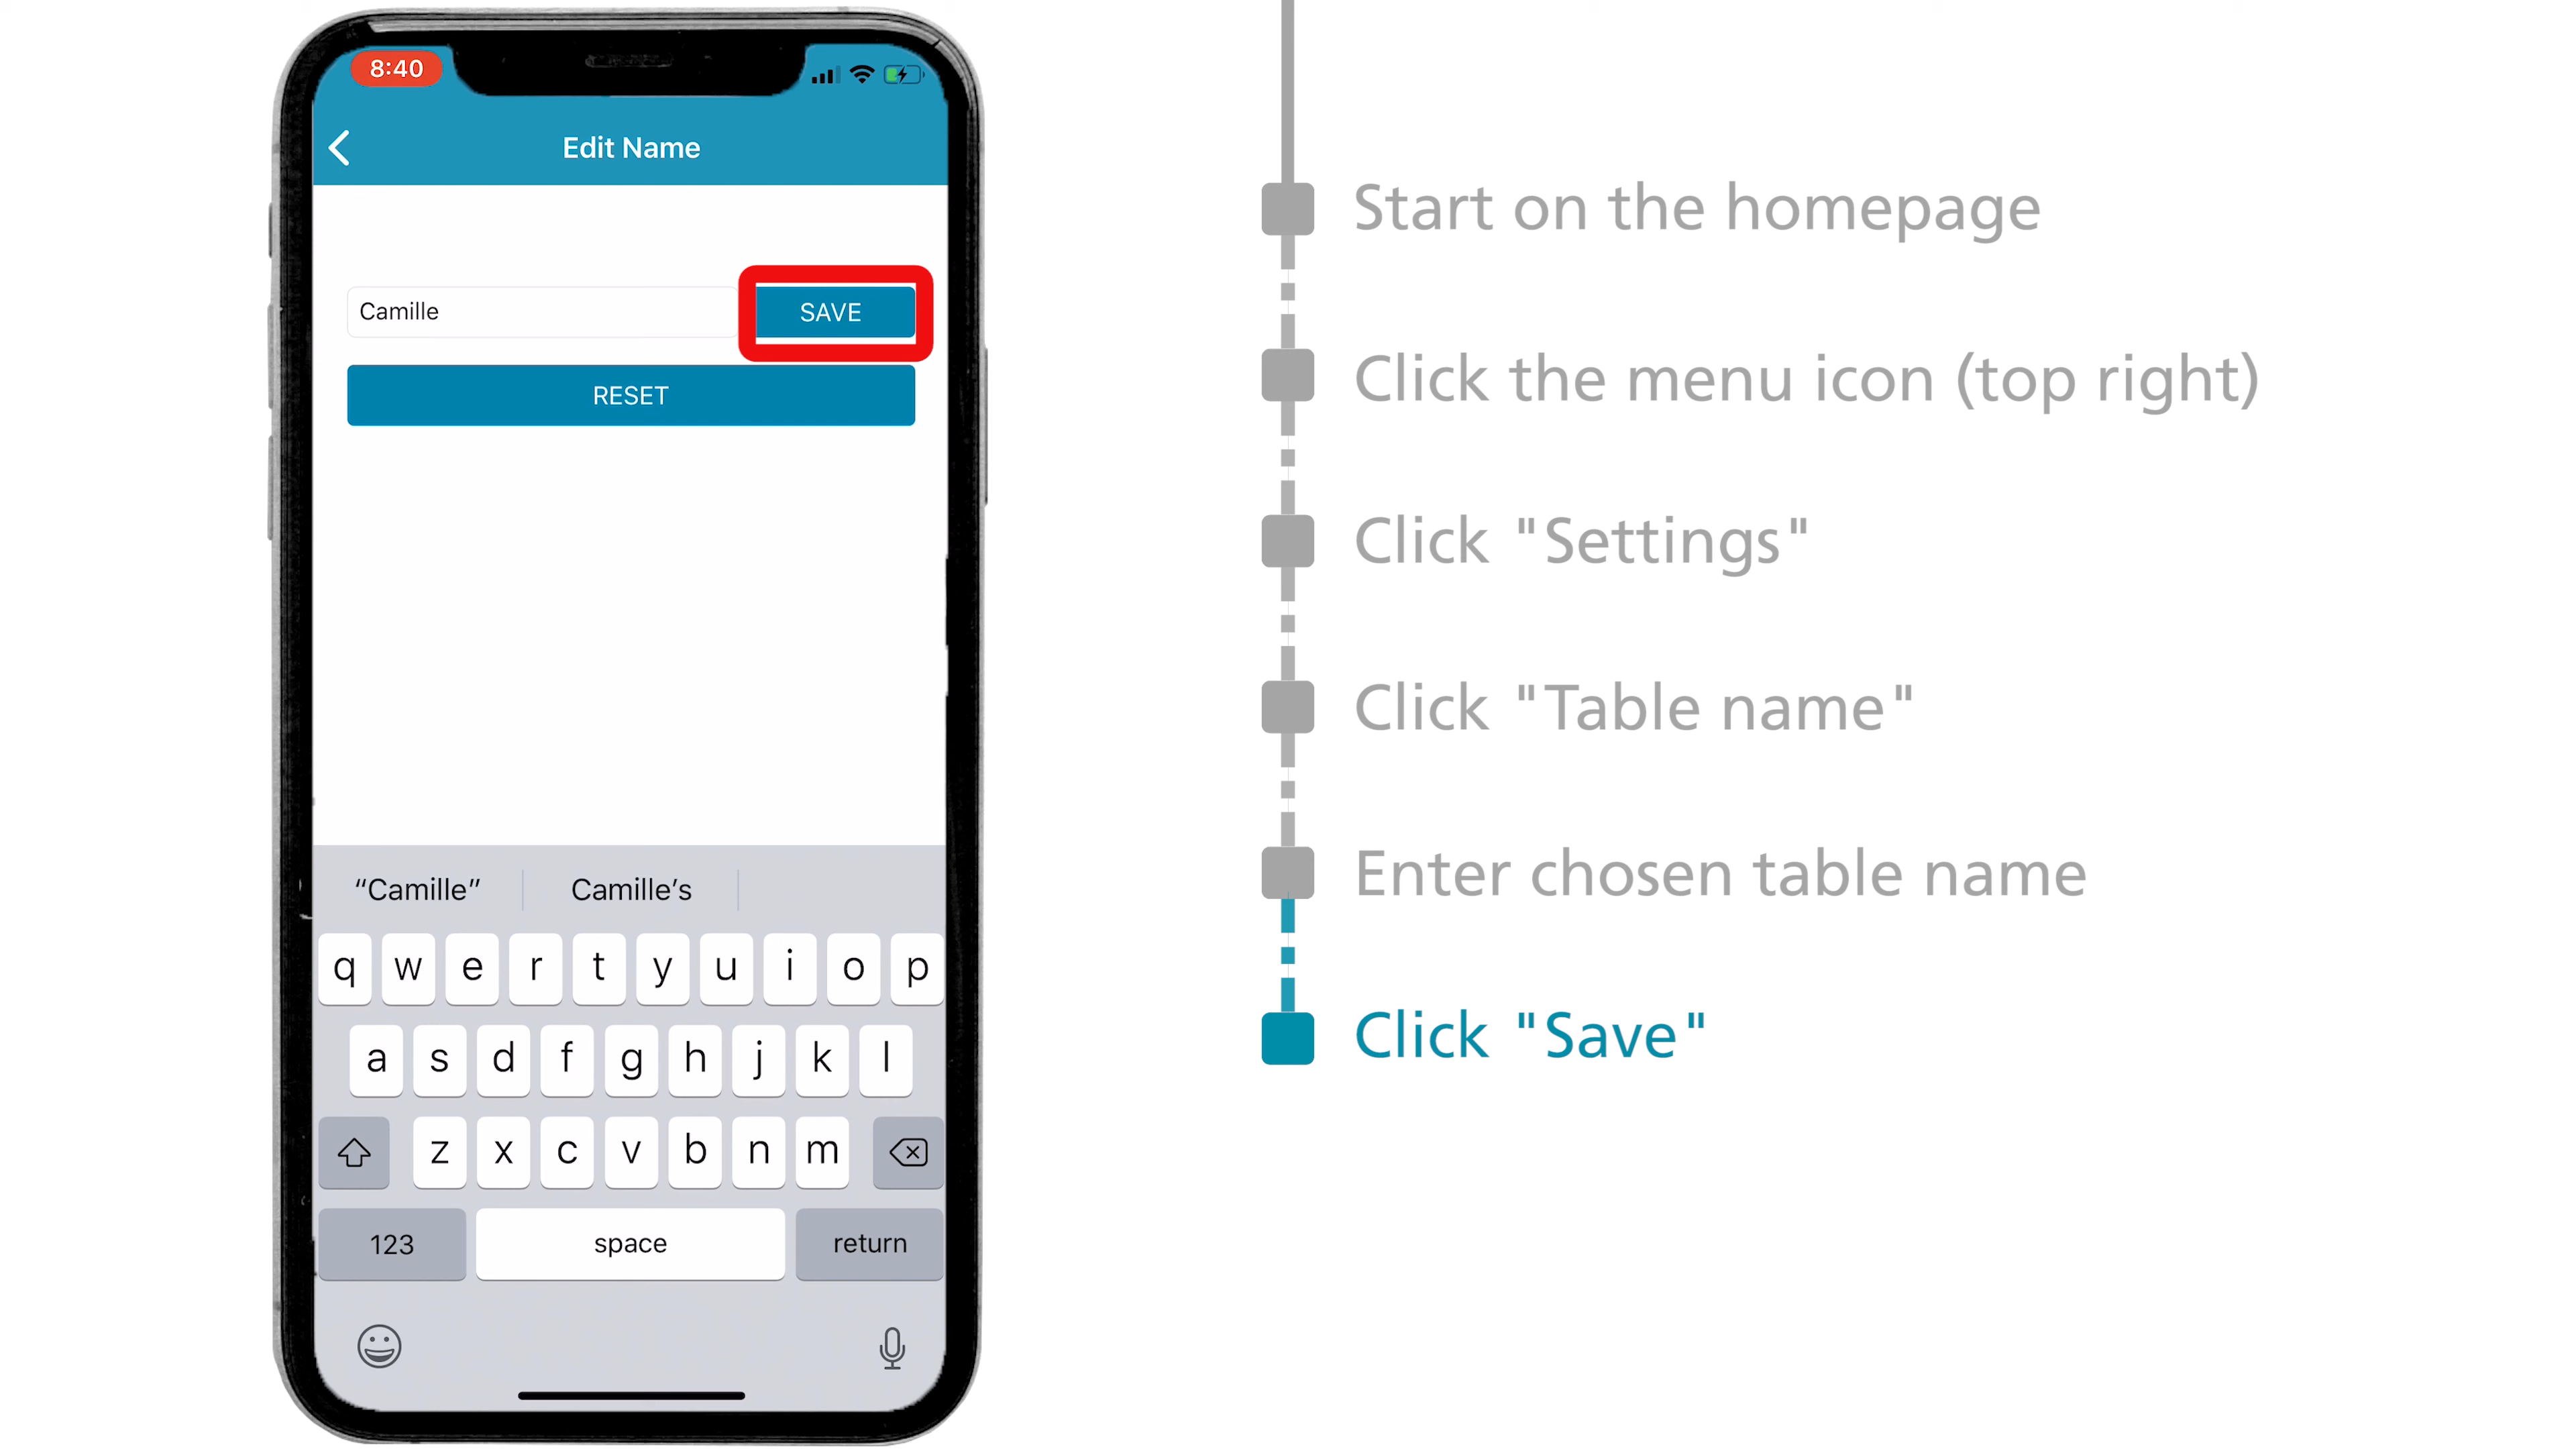 8:40
Edit Name
Camille
SAVE
RESET
“Camille” Camille’s
q w e r t y u i o p
a s d f g h j k l
z x c v b n m
123 space return
Start on the homepage
Click the menu icon (top right)
Click "Settings"
Click "Table name"
Enter chosen table name
Click "Save"